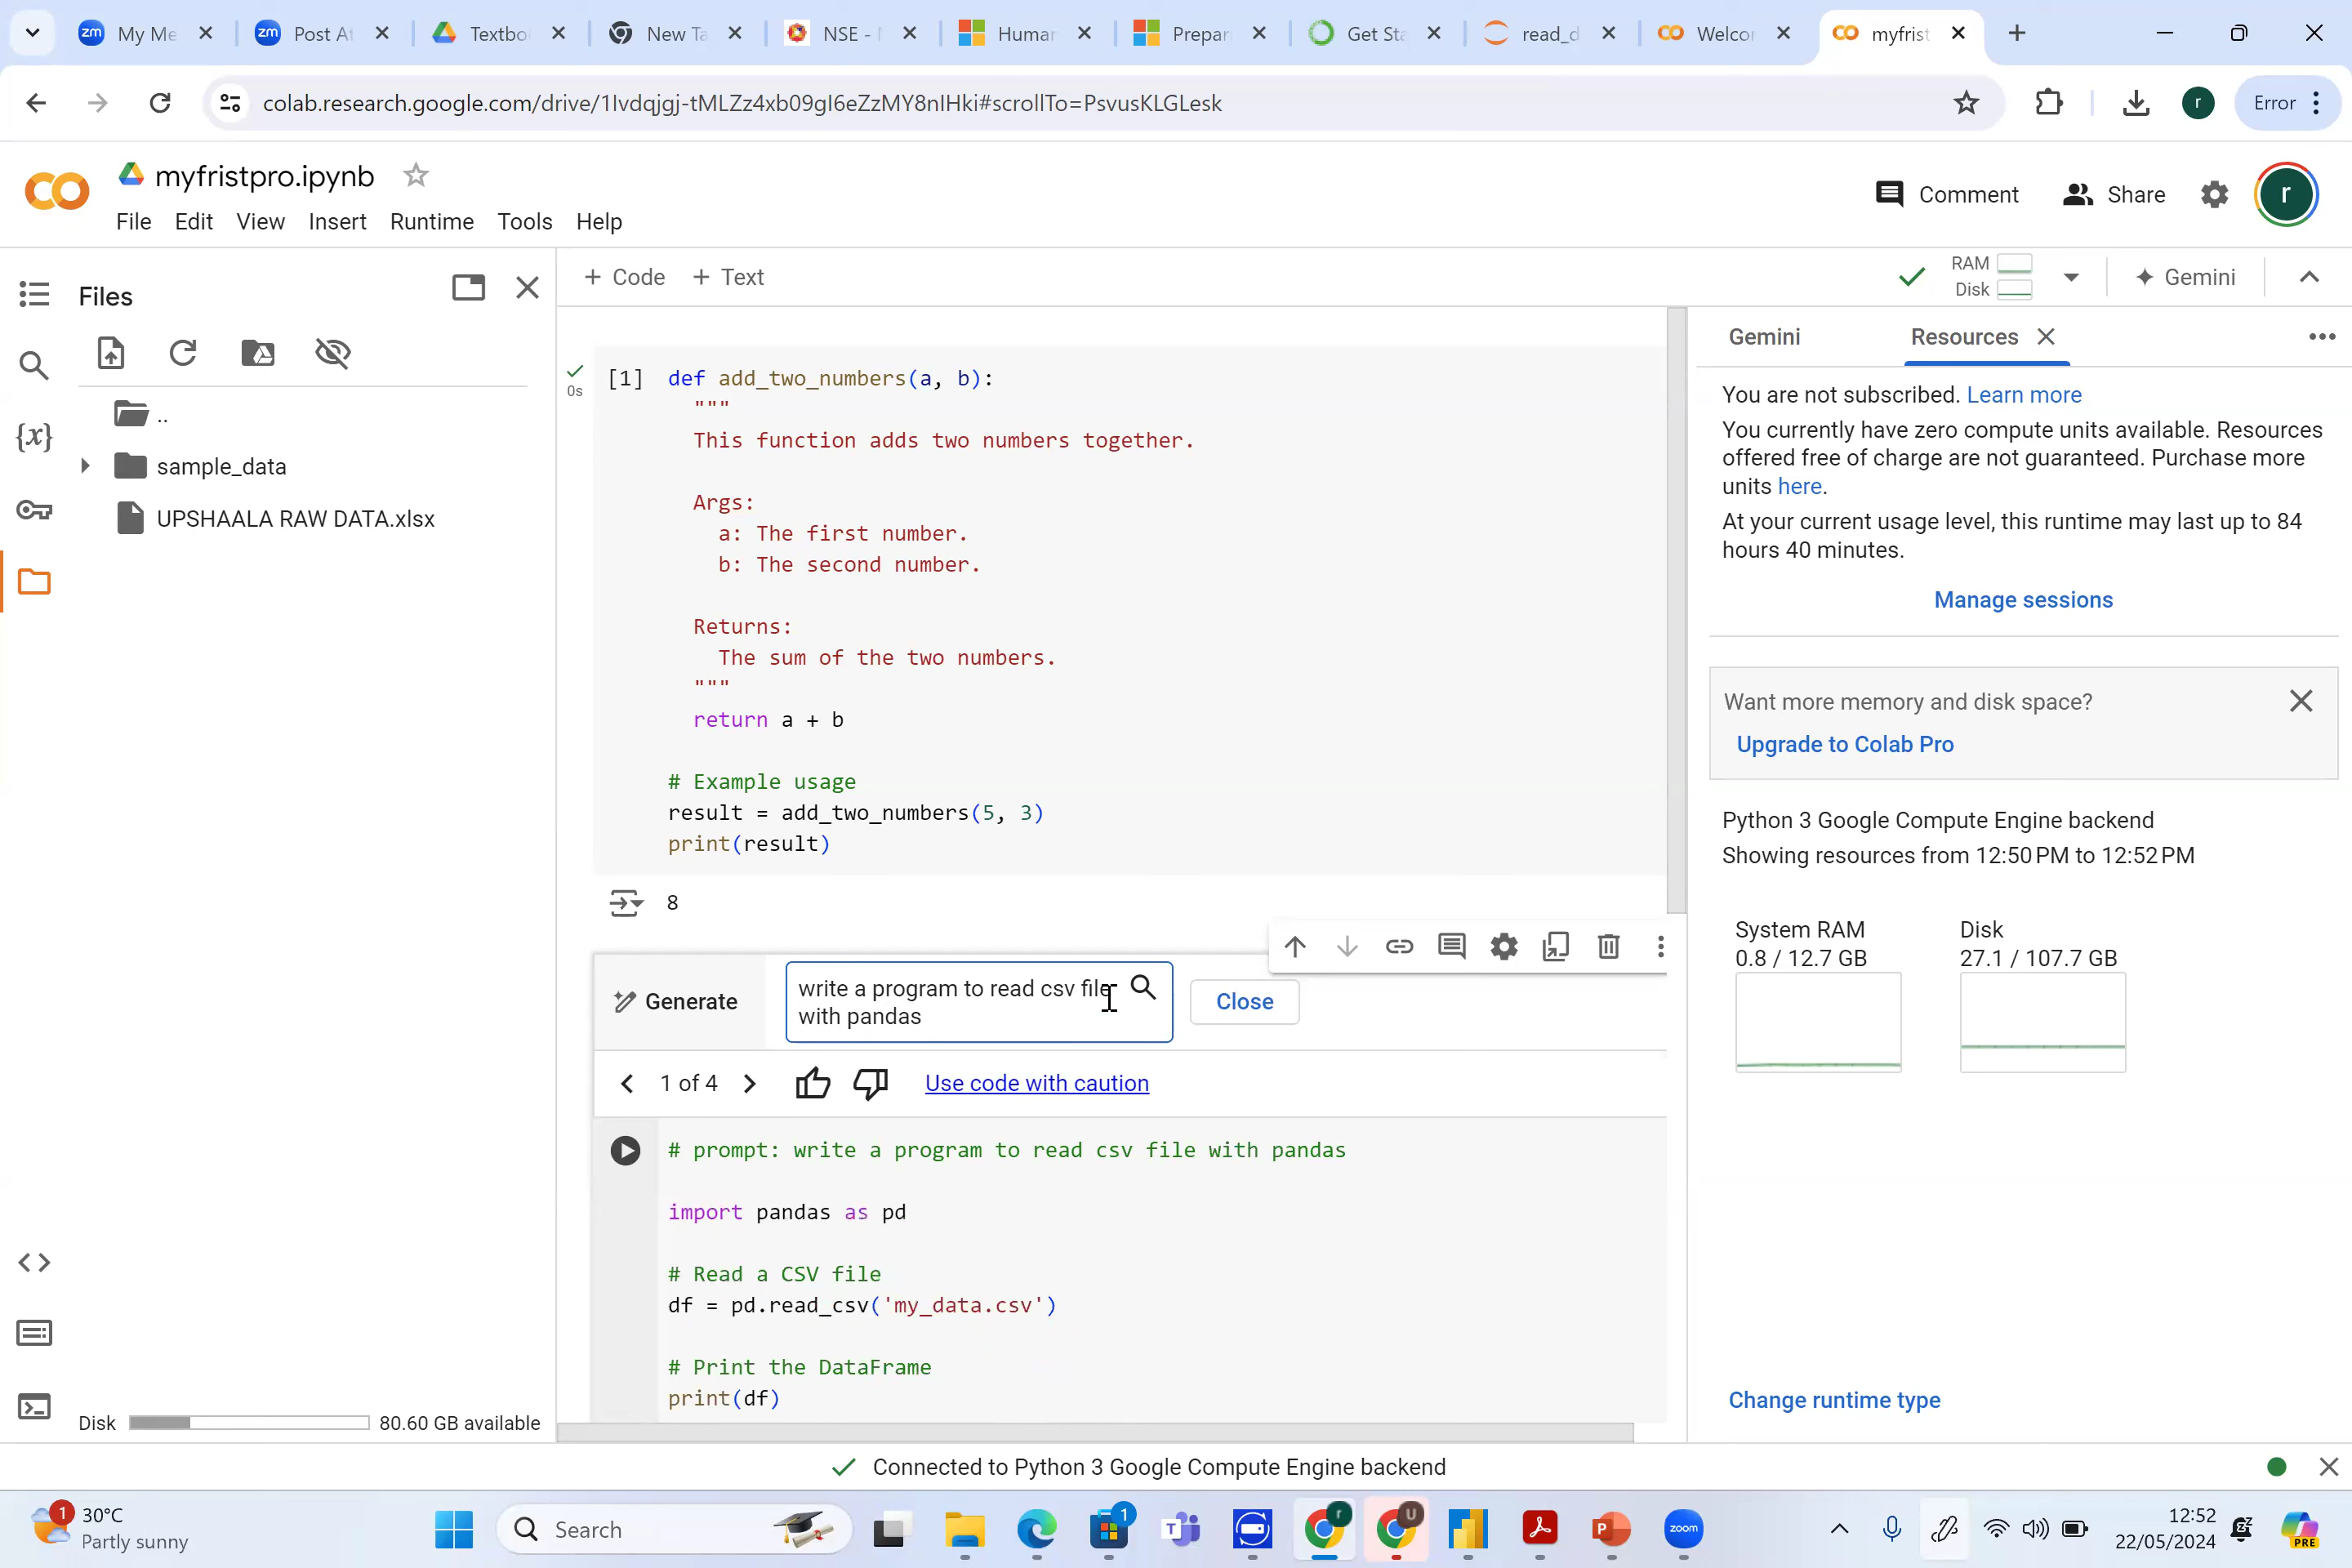 My Me
Post At
Textbo
New Ta
NSE - N
Human
Prepar
Get Sta
read_d
Welcor
myfrist
colab.research.google.com/drive/1Ivdqjgj-tMLZz4xb09gI6eZzMY8nIHki#scrollTo=PsvusKLGLesk
r
Error
myfristpro.ipynb
File Edit View Insert Runtime Tools Help
Comment
Share
r
Files
..
sample_data
UPSHAALA RAW DATA.xlsx
Disk 80.60 GB available
+ Code + Text
RAM
Disk
Gemini
0s
[1] def add_two_numbers(a, b):
"""
This function adds two numbers together.
Args:
a: The first number.
b: The second number.
Returns:
The sum of the two numbers.
"""
return a + b
# Example usage
result = add_two_numbers(5, 3)
print(result)
8
Generate
write a program to read csv file
with pandas
Close
1 of 4
Use code with caution
# prompt: write a program to read csv file with pandas
import pandas as pd
# Read a CSV file
df = pd.read_csv('my_data.csv')
# Print the DataFrame
print(df)
Gemini Resources
You are not subscribed. Learn more
You currently have zero compute units available. Resources
offered free of charge are not guaranteed. Purchase more
units here.
At your current usage level, this runtime may last up to 84
hours 40 minutes.
Manage sessions
Want more memory and disk space?
Upgrade to Colab Pro
Python 3 Google Compute Engine backend
Showing resources from 12:50 PM to 12:52 PM
System RAM
0.8 / 12.7 GB
Disk
27.1 / 107.7 GB
Change runtime type
Connected to Python 3 Google Compute Engine backend
1
30°C
Partly sunny
Search
1
r
U
zoom
12:52
22/05/2024
PRE